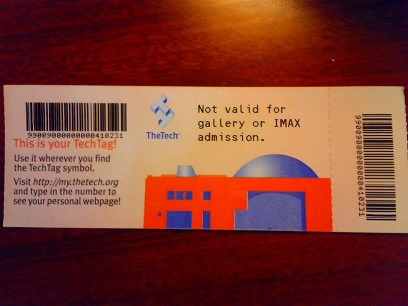 99009000000000410231
This is your TechTag!
Use it wherever you find
the TechTag symbol.
Visit http://my.thetech.org
and type in the number to
see your personal webpage!
TheTech
Not valid for
gallery or IMAX
admission.
99009000000000410231